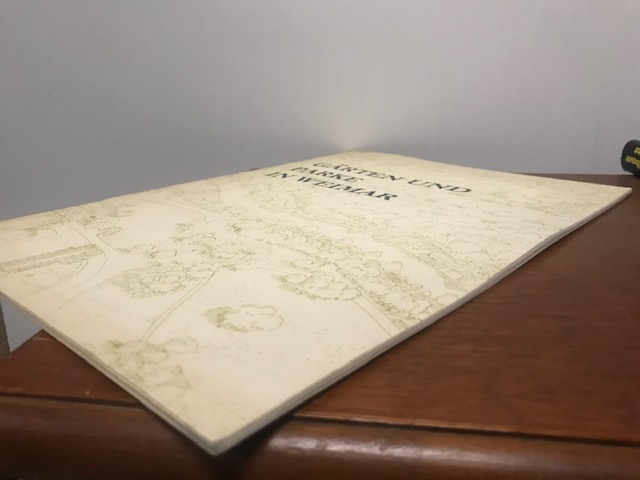 GÄRTEN UND
PARKE
IN WEIMAR